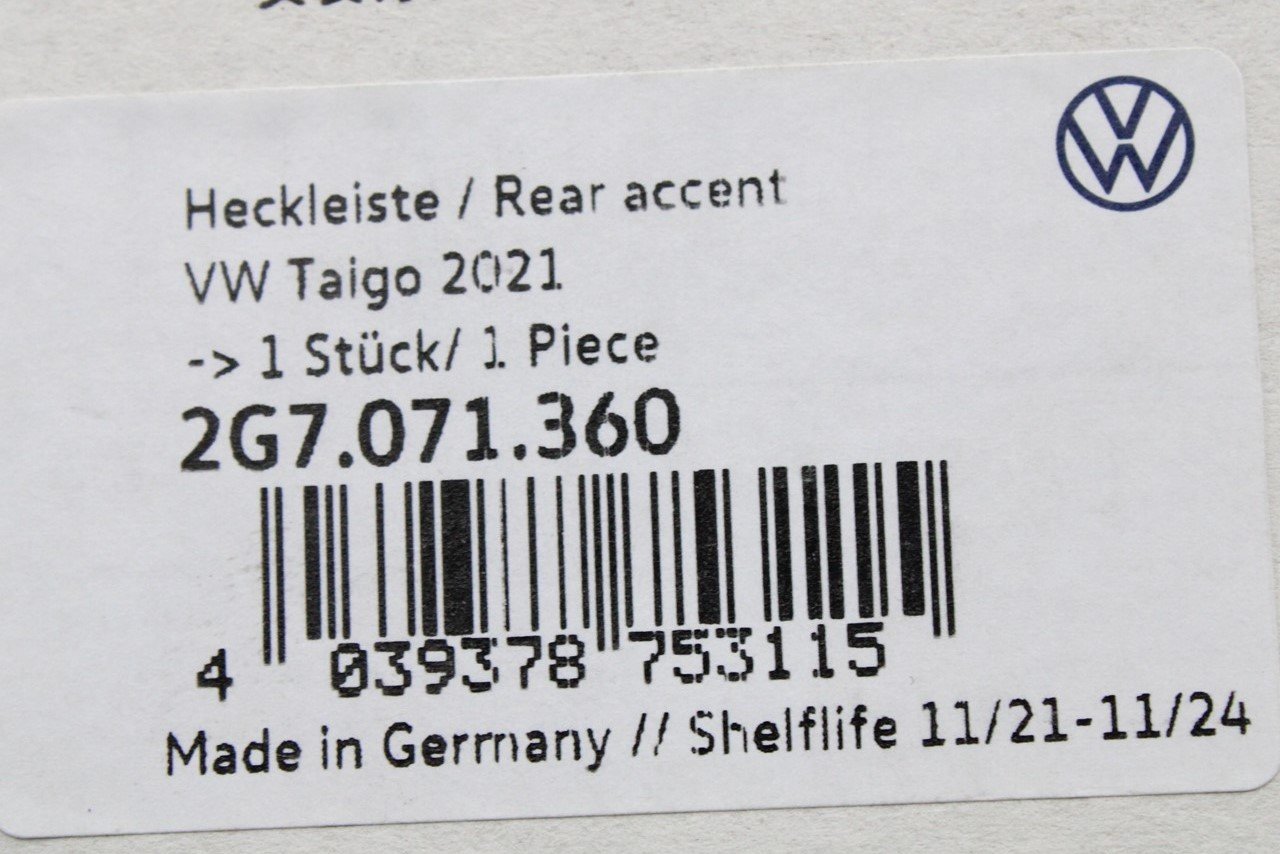 Heckleiste / Rear accent
VW Taigo 2021
-> 1 Stück/ 1 Piece
2G7.071.360
4 039378 753115
Made in Germany // Shelflife 11/21-11/24